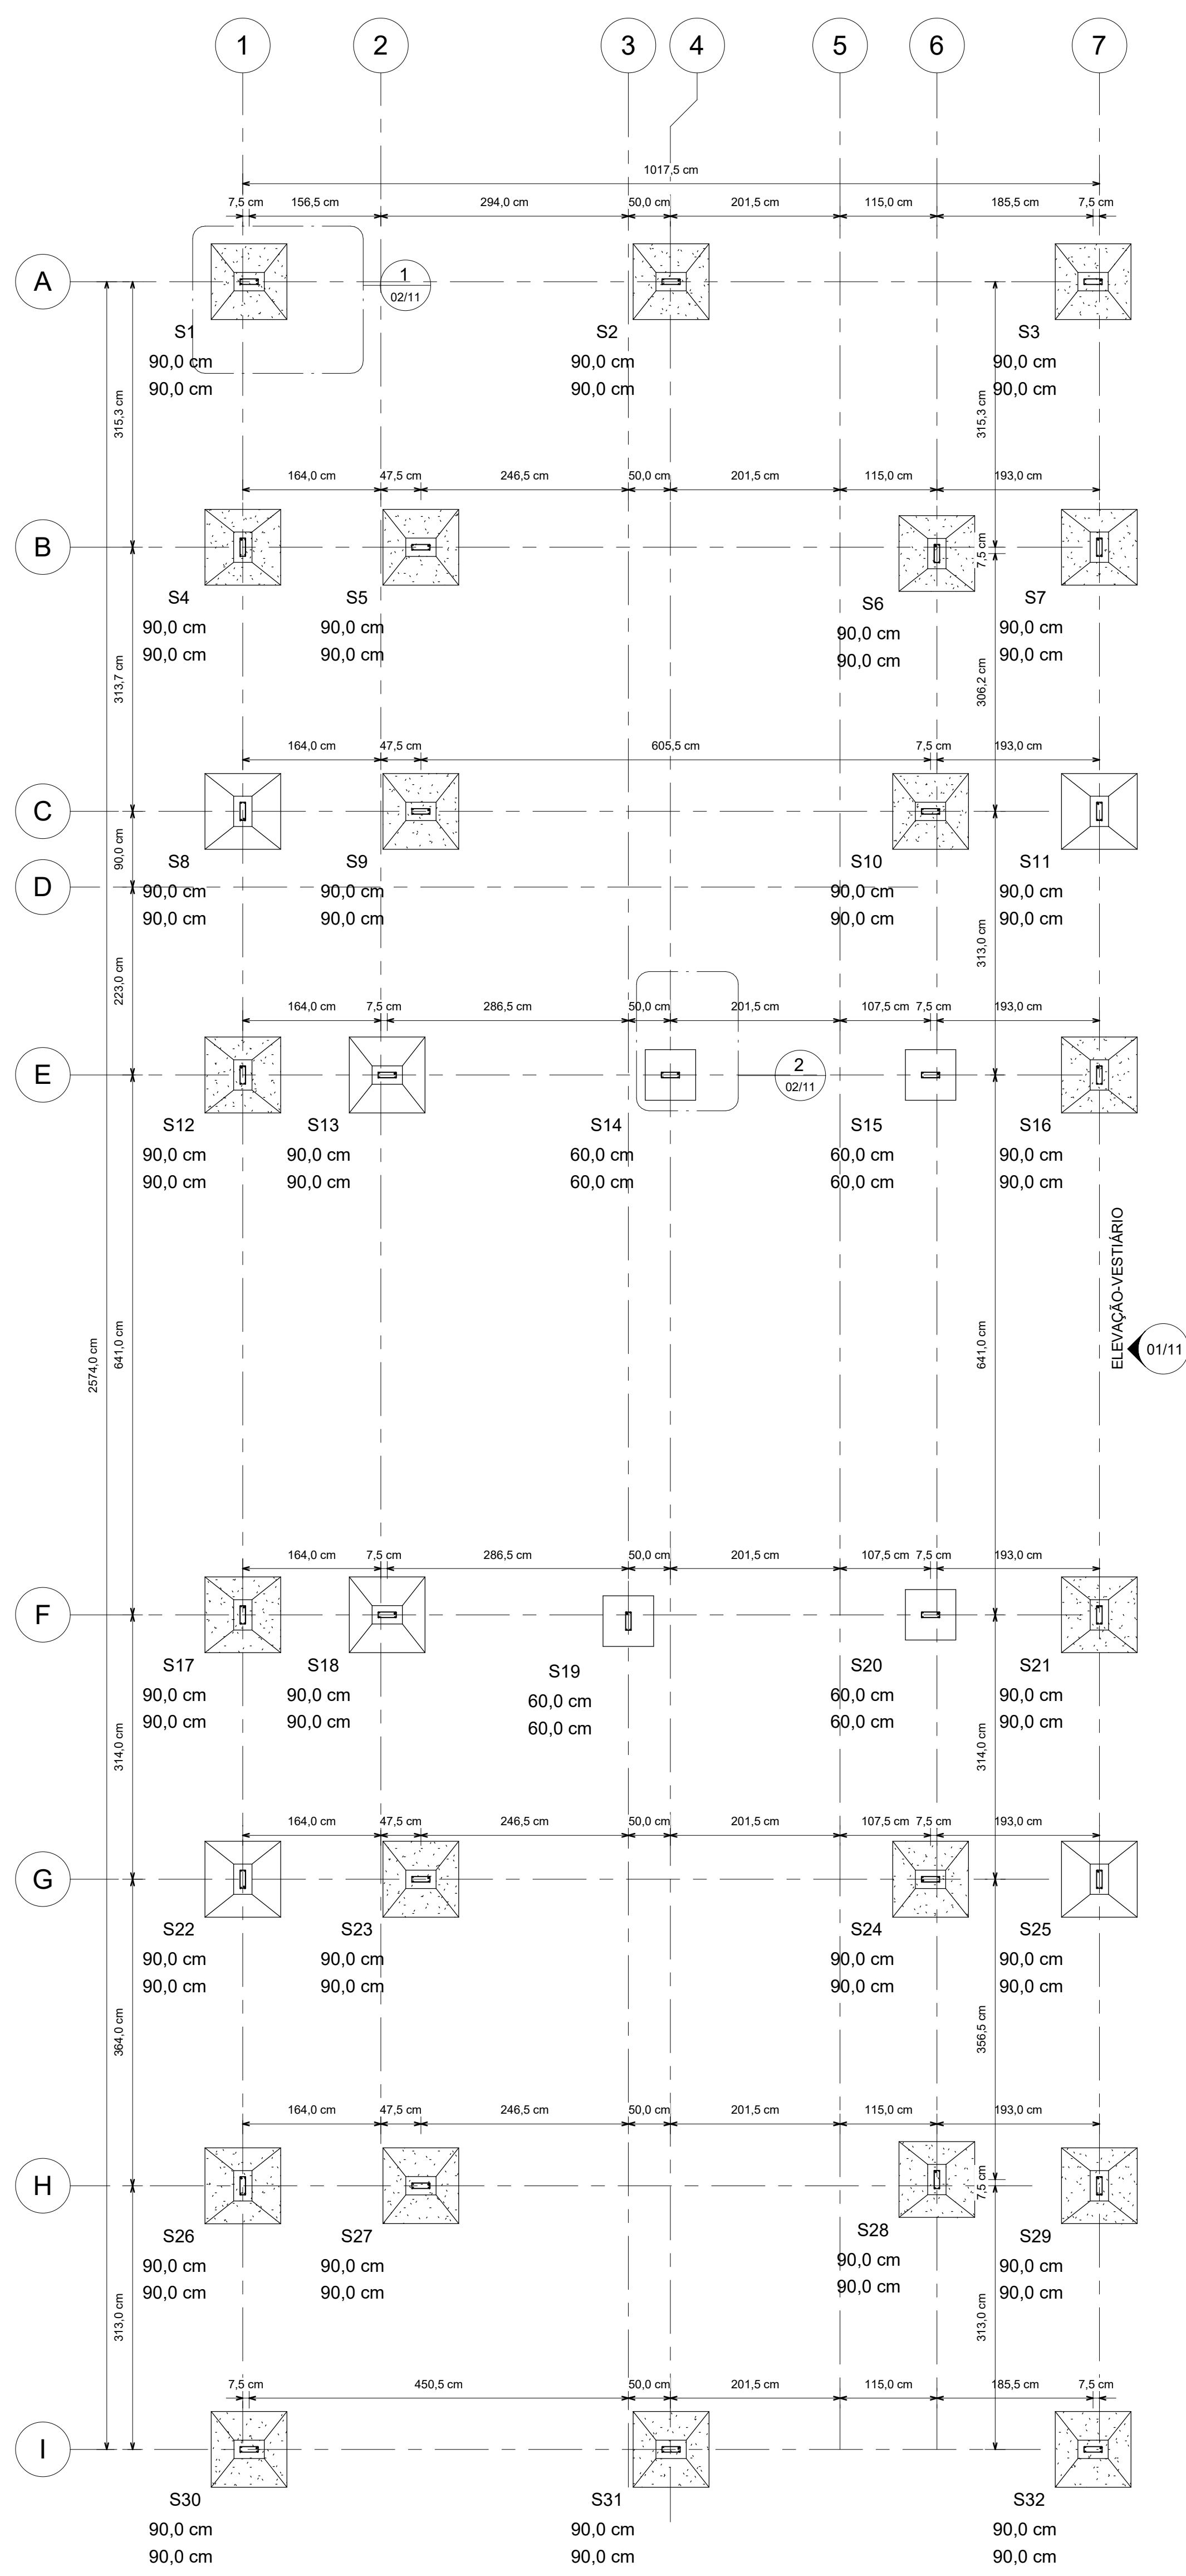 1 2 3 4 5 6 7
1017,5 cm
7,5 cm 156,5 cm 294,0 cm 50,0 cm 201,5 cm 115,0 cm 185,5 cm 7,5 cm
A
1
02/11
S1 S2 S3
90,0 cm 90,0 cm 90,0 cm
90,0 cm 90,0 cm 90,0 cm
315,3 cm 315,3 cm
164,0 cm 47,5 cm 246,5 cm 50,0 cm 201,5 cm 115,0 cm 193,0 cm
B
7,5 cm
S4 S5 S6 S7
90,0 cm 90,0 cm 90,0 cm 90,0 cm
90,0 cm 90,0 cm 90,0 cm 90,0 cm
313,7 cm 306,2 cm
164,0 cm 47,5 cm 605,5 cm 7,5 cm 193,0 cm
C
90,0 cm
S8 S9 S10 S11
90,0 cm 90,0 cm 90,0 cm 90,0 cm
90,0 cm 90,0 cm 90,0 cm 90,0 cm
D
223,0 cm 313,0 cm
164,0 cm 7,5 cm 286,5 cm 50,0 cm 201,5 cm 107,5 cm 7,5 cm 193,0 cm
E
2
02/11
S12 S13 S14 S15 S16
90,0 cm 90,0 cm 60,0 cm 60,0 cm 90,0 cm
90,0 cm 90,0 cm 60,0 cm 60,0 cm 90,0 cm
2574,0 cm 641,0 cm 641,0 cm
ELEVAÇÃO-VESTIÁRIO
01/11
164,0 cm 7,5 cm 286,5 cm 50,0 cm 201,5 cm 107,5 cm 7,5 cm 193,0 cm
F
S17 S18 S19 S20 S21
90,0 cm 90,0 cm 60,0 cm 60,0 cm 90,0 cm
90,0 cm 90,0 cm 60,0 cm 60,0 cm 90,0 cm
314,0 cm 314,0 cm
164,0 cm 47,5 cm 246,5 cm 50,0 cm 201,5 cm 107,5 cm 7,5 cm 193,0 cm
G
S22 S23 S24 S25
90,0 cm 90,0 cm 90,0 cm 90,0 cm
90,0 cm 90,0 cm 90,0 cm 90,0 cm
364,0 cm 356,5 cm
164,0 cm 47,5 cm 246,5 cm 50,0 cm 201,5 cm 115,0 cm 193,0 cm
H
7,5 cm
S26 S27 S28 S29
90,0 cm 90,0 cm 90,0 cm 90,0 cm
90,0 cm 90,0 cm 90,0 cm 90,0 cm
313,0 cm 313,0 cm
7,5 cm 450,5 cm 50,0 cm 201,5 cm 115,0 cm 185,5 cm 7,5 cm
I
S30 S31 S32
90,0 cm 90,0 cm 90,0 cm
90,0 cm 90,0 cm 90,0 cm